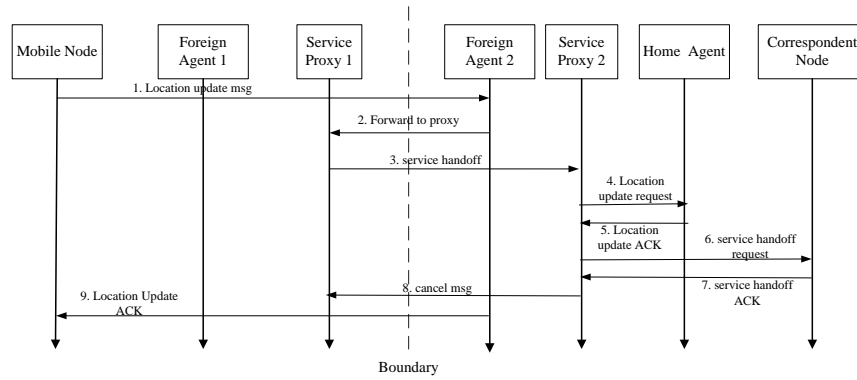 Mobile Node
Foreign
Agent 1
Service
Proxy 1
Foreign
Agent 2
Service
Proxy 2
Home Agent
Correspondent
Node
1. Location update msg
2. Forward to proxy
3. service handoff
4. Location
update request
5. Location
update ACK
6. service handoff
request
7. service handoff
ACK
8. cancel msg
9. Location Update
ACK
Boundary